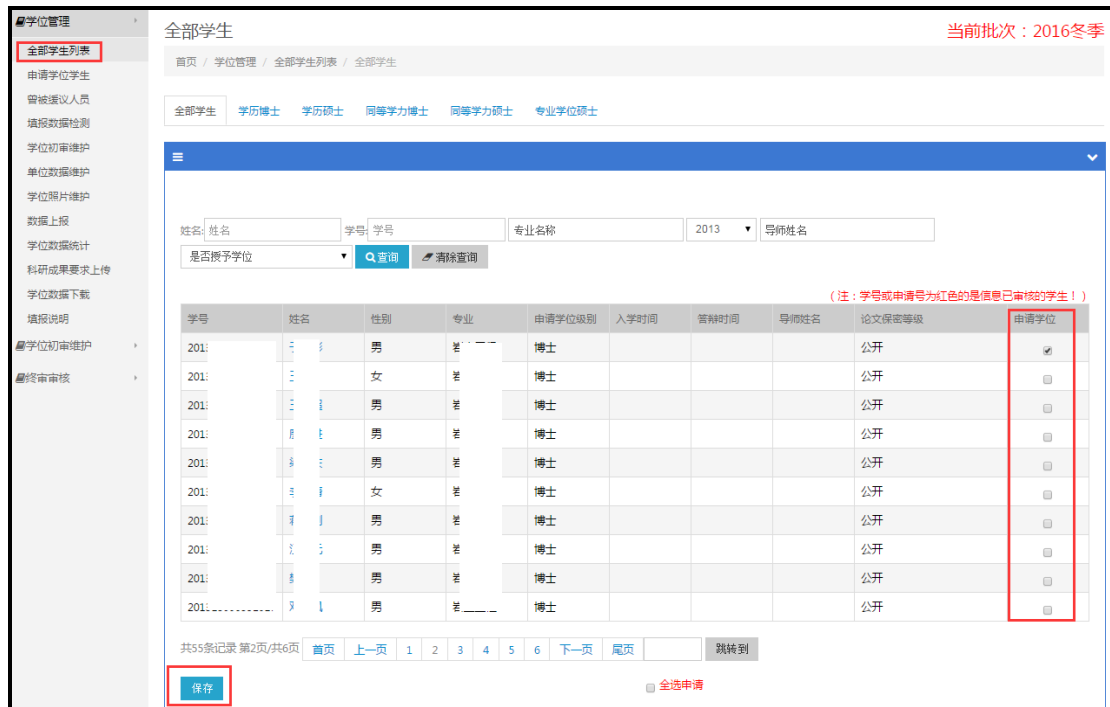 学位管理
全部学生列表
申请学位学生
曾被缓议人员
填报数据检测
学位初审维护
单位数据维护
学位照片维护
数据上报
学位数据统计
科研成果要求上传
学位数据下载
填报说明
学位初审维护
终审审核
全部学生 当前批次：2016冬季
首页 / 学位管理 / 全部学生列表 / 全部学生
全部学生 学历博士 学历硕士 同等学力博士 同等学力硕士 专业学位硕士
姓名: 姓名 学号: 学号 专业名称 2013 导师姓名
是否授予学位 查询 清除查询
（注：学号或申请号为红色的是信息已审核的学生！）
学号 姓名 性别 专业 申请学位级别 入学时间 答辩时间 导师姓名 论文保密等级 申请学位
201 男 博士 公开
201 女 博士 公开
201 男 博士 公开
201 男 博士 公开
201 男 博士 公开
201 女 博士 公开
201 男 博士 公开
201 男 博士 公开
201 男 博士 公开
201 男 博士 公开
共55条记录 第2页/共6页 首页 上一页 1 2 3 4 5 6 下一页 尾页 跳转到
保存 全选申请